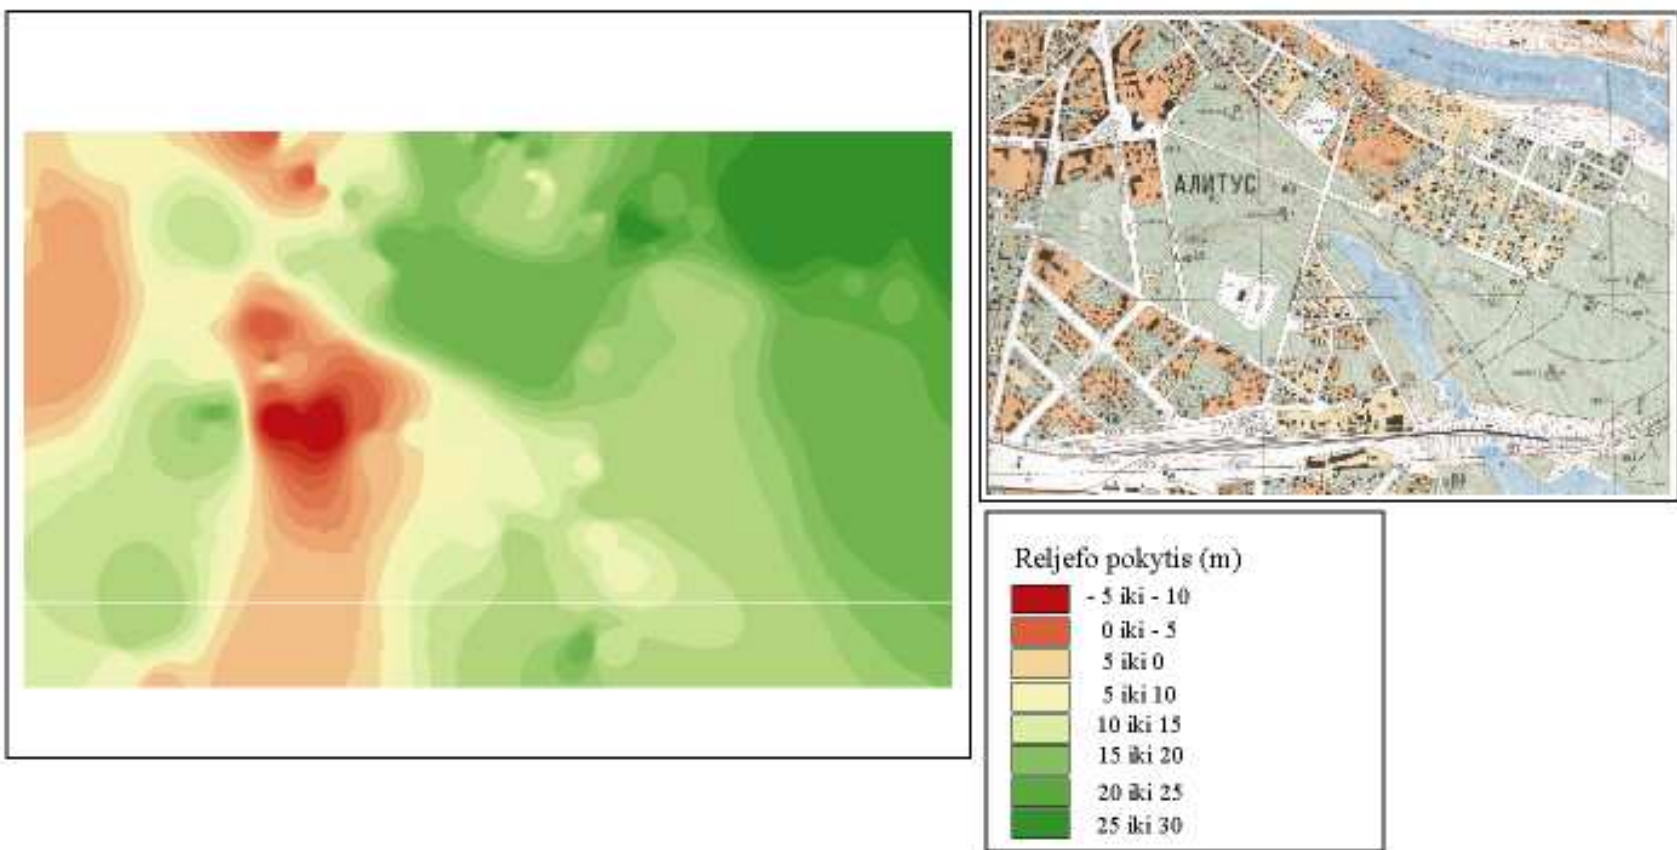 АЛИТУС
Reljefo pokytis (m)
- 5 iki - 10
0 iki - 5
5 iki 0
5 iki 10
10 iki 15
15 iki 20
20 iki 25
25 iki 30